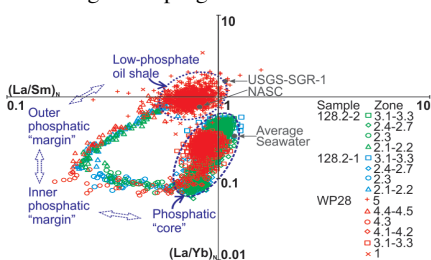 10
Low-phosphate
oil shale
USGS-SGR-1
NASC
(La/Sm)N
0.1
1
10
Outer
phosphatic
"margin"
Average
Seawater
Inner
phosphatic
"margin"
Phosphatic
"core"
0.1
(La/Yb)N
0.01
Sample Zone
128.2-2 3.1-3.3
2.4-2.7
2.3
2.1-2.2
128.2-1 3.1-3.3
2.4-2.7
2.3
2.1-2.2
WP28 5
4.4-4.5
4.3
4.1-4.2
3.1-3.3
1